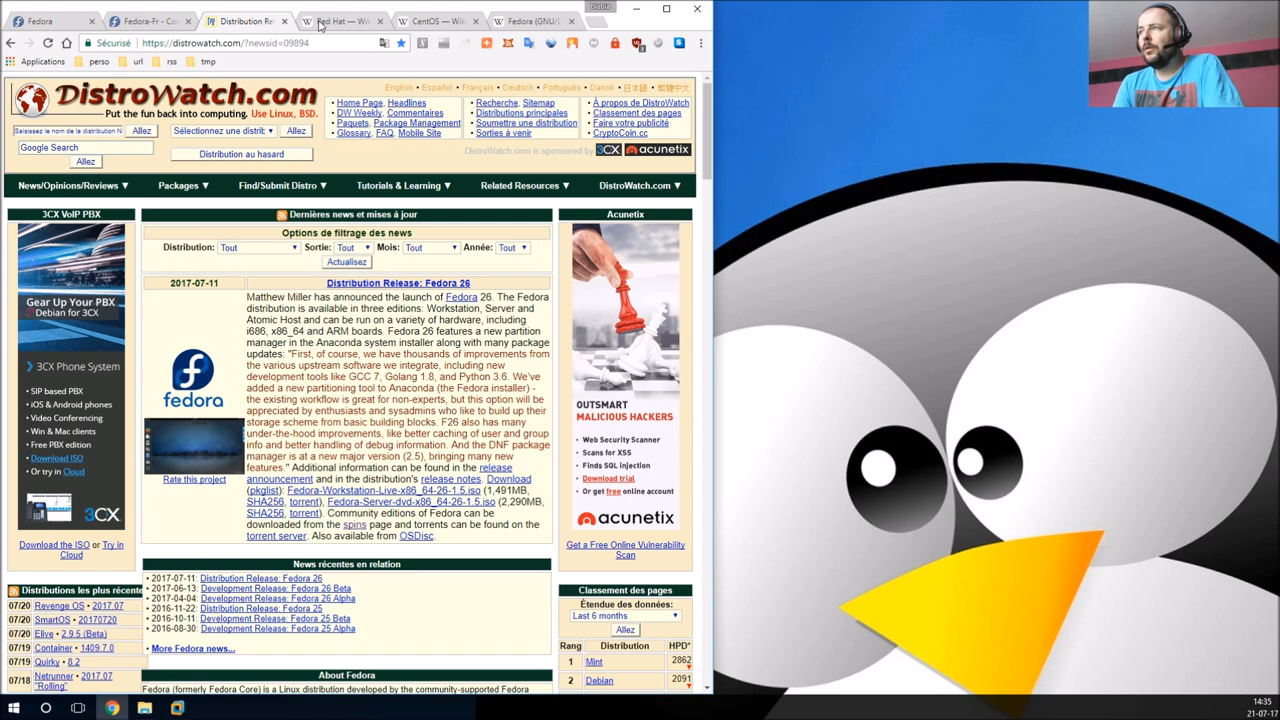 blabla
Fedora
Fedora-Fr - Co
Distribution Re
Red Hat — Wi
CentOS — Wiki
Fedora (GNU/L
Sécurisé https://distrowatch.com/?newsid=09894
Applications perso url rss tmp
DistroWatch.com
Put the fun back into computing. Use Linux, BSD.
English • Español • Français • Deutsch • Português • Dansk • 日本語 • 繁體中文
• Home Page, Headlines
• DW Weekly, Commentaires
• Paquets, Package Management
• Glossary, FAQ, Mobile Site
• Recherche, Sitemap
• Distributions principales
• Soumettre une distribution
• Sorties à venir
• À propos de DistroWatch
• Classement des pages
• Faire votre publicité
• CryptoCoin.cc
Saisissez le nom de la distribution N Allez Sélectionnez une distrib Allez
Google Search
Allez
Distribution au hasard
DistroWatch.com is sponsored by 3CX acunetix
News/Opinions/Reviews ▼ Packages ▼ Find/Submit Distro ▼ Tutorials & Learning ▼ Related Resources ▼ DistroWatch.com ▼
3CX VoIP PBX
Gear Up Your PBX
Debian for 3CX
3CX Phone System
• SIP based PBX
• iOS & Android phones
• Video Conferencing
• Win & Mac clients
• Free PBX edition
• Download ISO
• Or try in Cloud
3CX
Download the ISO or Try in
Cloud
Distributions les plus récente
07/20 Revenge OS • 2017.07
07/20 SmartOS • 20170720
07/20 Elive • 2.9.5 (Beta)
07/19 Container • 1409.7.0
07/19 Quirky • 8.2
07/18 Netrunner • 2017.07
"Rolling"
Dernières news et mises à jour
Options de filtrage des news
Distribution: Tout Sortie: Tout Mois: Tout Année: Tout
Actualisez
2017-07-11 Distribution Release: Fedora 26
fedora
Rate this project
Matthew Miller has announced the launch of Fedora 26. The Fedora
distribution is available in three editions: Workstation, Server and
Atomic Host and can be run on a variety of hardware, including
i686, x86_64 and ARM boards. Fedora 26 features a new partition
manager in the Anaconda system installer along with many package
updates: "First, of course, we have thousands of improvements from
the various upstream software we integrate, including new
development tools like GCC 7, Golang 1.8, and Python 3.6. We've
added a new partitioning tool to Anaconda (the Fedora installer) -
the existing workflow is great for non-experts, but this option will be
appreciated by enthusiasts and sysadmins who like to build up their
storage scheme from basic building blocks. F26 also has many
under-the-hood improvements, like better caching of user and group
info and better handling of debug information. And the DNF package
manager is at a new major version (2.5), bringing many new
features." Additional information can be found in the release
announcement and in the distribution's release notes. Download
(pkglist): Fedora-Workstation-Live-x86_64-26-1.5.iso (1,491MB,
SHA256, torrent), Fedora-Server-dvd-x86_64-26-1.5.iso (2,290MB,
SHA256, torrent). Community editions of Fedora can be
downloaded from the spins page and torrents can be found on the
torrent server. Also available from OSDisc.
News récentes en relation
• 2017-07-11: Distribution Release: Fedora 26
• 2017-06-13: Development Release: Fedora 26 Beta
• 2017-04-04: Development Release: Fedora 26 Alpha
• 2016-11-22: Distribution Release: Fedora 25
• 2016-10-11: Development Release: Fedora 25 Beta
• 2016-08-30: Development Release: Fedora 25 Alpha
• More Fedora news...
About Fedora
Fedora (formerly Fedora Core) is a Linux distribution developed by the community-supported Fedora
Acunetix
OUTSMART
MALICIOUS HACKERS
• Web Security Scanner
• Scans for XSS
• Finds SQL injection
• Download trial
• Or get free online account
acunetix
Get a Free Online Vulnerability
Scan
Classement des pages
Étendue des données:
Last 6 months
Allez
Rang Distribution HPD*
1 Mint 2862
2 Debian 2091
14:35
21-07-17